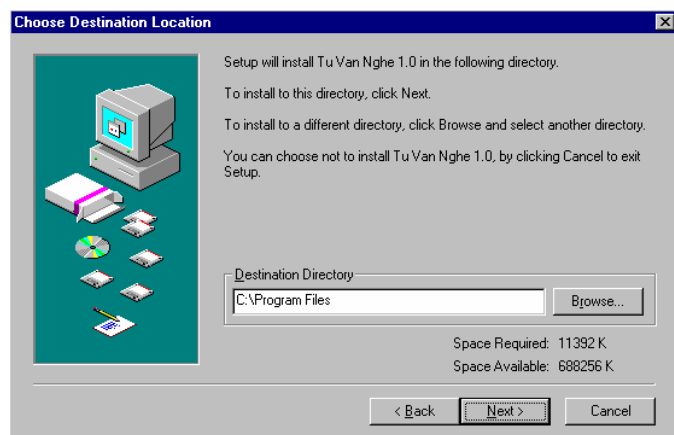 Choose Destination Location
Setup will install Tu Van Nghe 1.0 in the following directory.
To install to this directory, click Next.
To install to a different directory, click Browse and select another directory.
You can choose not to install Tu Van Nghe 1.0, by clicking Cancel to exit
Setup.
Destination Directory
C:\Program Files
Browse...
Space Required: 11392 K
Space Available: 688256 K
< Back
Next >
Cancel